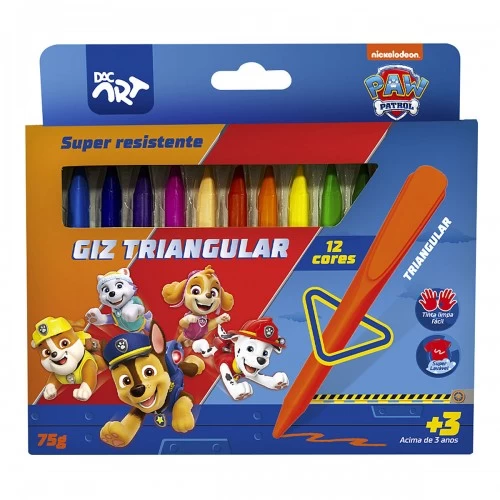 DAC
ART
nickelodeon
PAW
PATROL
Super resistente
GIZ TRIANGULAR
12
cores
TRIANGULAR
Tinta limpa
fácil
Super
Lavável
75g
+3
Acima de 3 anos